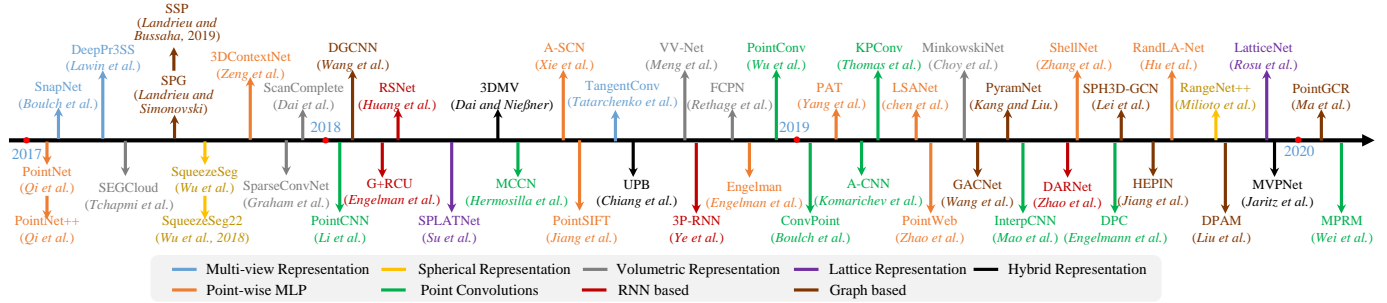 SSP
(Landrieu and
Bussaha, 2019)
DeepPr3SS
(Lawin et al.)
SnapNet
(Boulch et al.)
SPG
(Landrieu and
Simonovski)
3DContextNet
(Zeng et al.)
ScanComplete
(Dai et al.)
DGCNN
(Wang et al.)
RSNet
(Huang et al.)
3DMV
(Dai and Nießner)
A-SCN
(Xie et al.)
TangentConv
(Tatarchenko et al.)
VV-Net
(Meng et al.)
FCPN
(Rethage et al.)
PointConv
(Wu et al.)
PAT
(Yang et al.)
KPConv
(Thomas et al.)
LSANet
(chen et al.)
MinkowskiNet
(Choy et al.)
PyramNet
(Kang and Liu.)
ShellNet
(Zhang et al.)
SPH3D-GCN
(Lei et al.)
RandLA-Net
(Hu et al.)
RangeNet++
(Milioto et al.)
LatticeNet
(Rosu et al.)
PointGCR
(Ma et al.)
2017
2018
2019
2020
PointNet
(Qi et al.)
PointNet++
(Qi et al.)
SEGCloud
(Tchapmi et al.)
SqueezeSeg
(Wu et al.)
SqueezeSeg22
(Wu et al., 2018)
SparseConvNet
(Graham et al.)
PointCNN
(Li et al.)
G+RCU
(Engelman et al.)
SPLATNet
(Su et al.)
MCCN
(Hermosilla et al.)
PointSIFT
(Jiang et al.)
UPB
(Chiang et al.)
3P-RNN
(Ye et al.)
Engelman
(Engelman et al.)
ConvPoint
(Boulch et al.)
A-CNN
(Komarichev et al.)
PointWeb
(Zhao et al.)
GACNet
(Wang et al.)
InterpCNN
(Mao et al.)
DARNet
(Zhao et al.)
DPC
(Engelmann et al.)
HEPIN
(Jiang et al.)
DPAM
(Liu et al.)
MVPNet
(Jaritz et al.)
MPRM
(Wei et al.)
Multi-view Representation
Spherical Representation
Volumetric Representation
Lattice Representation
Hybrid Representation
Point-wise MLP
Point Convolutions
RNN based
Graph based